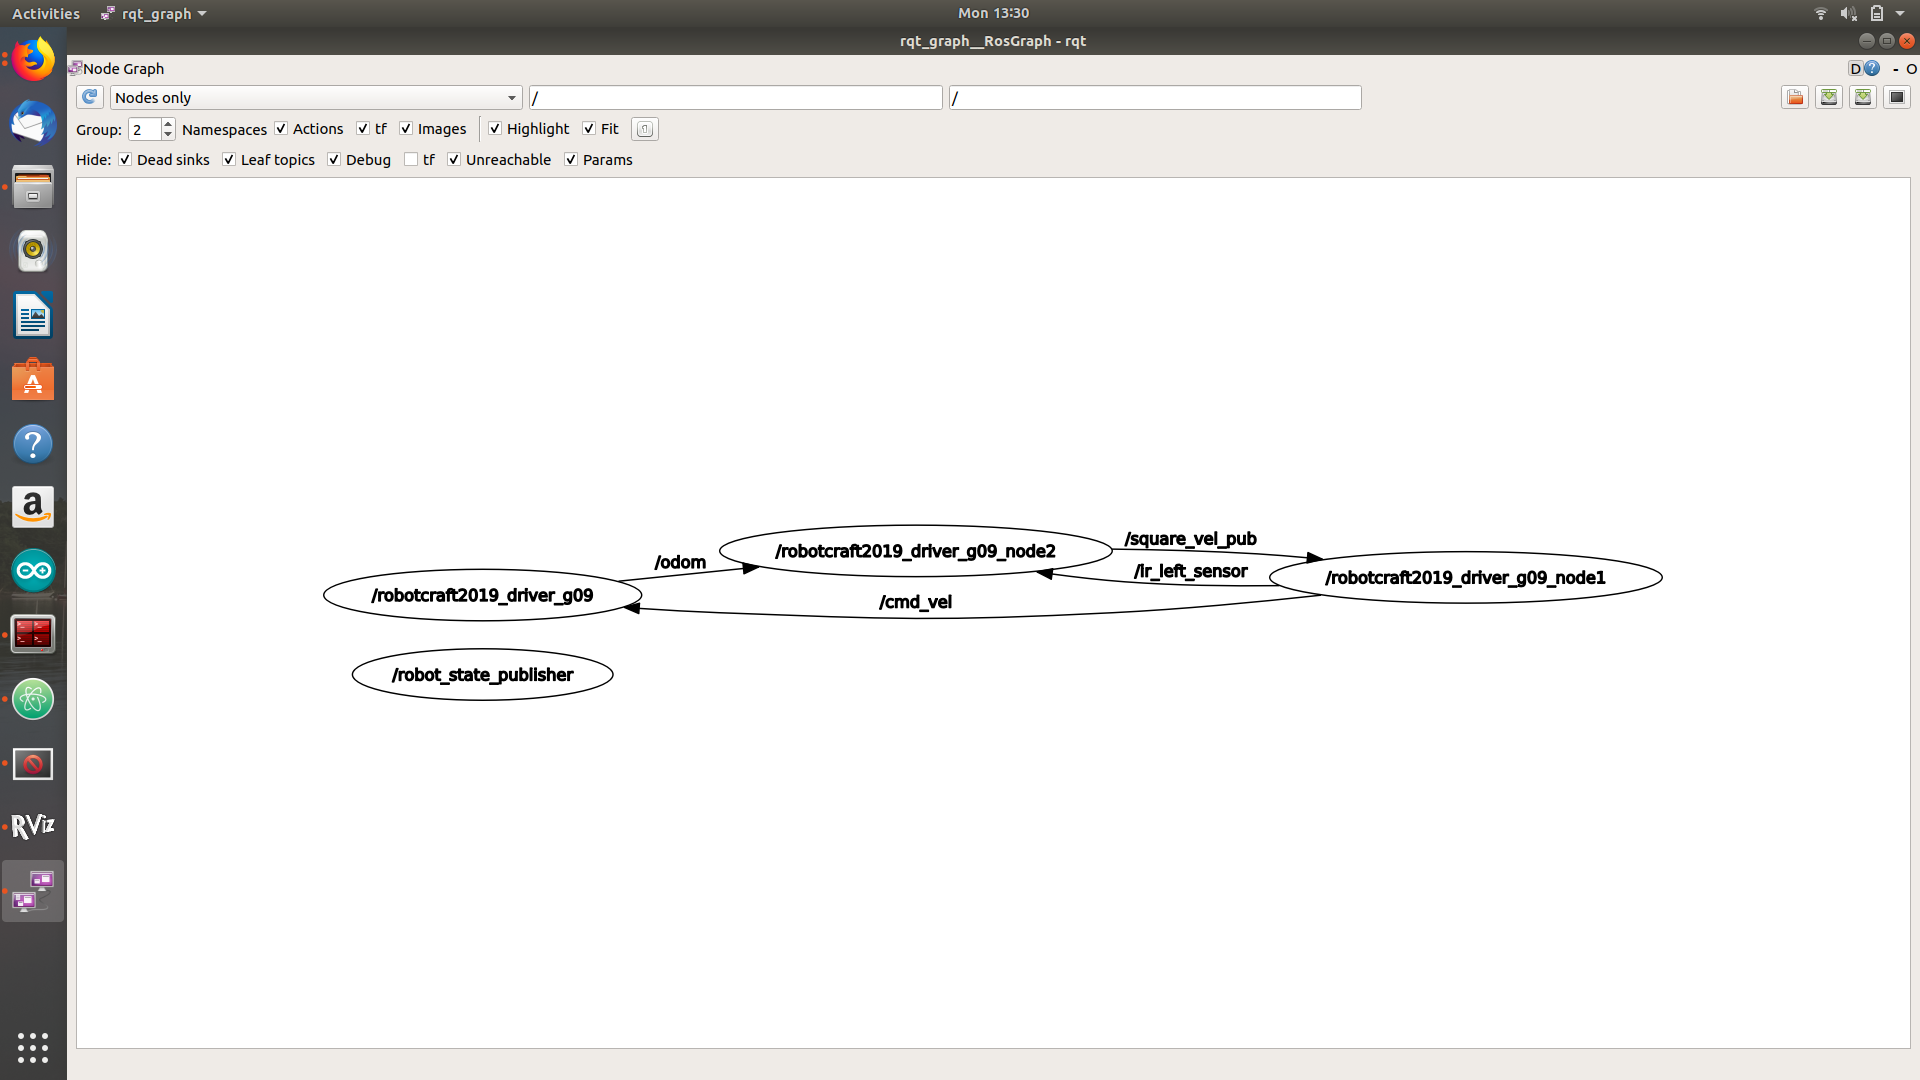 Activities rqt_graph Mon 13:30
rqt_graph__RosGraph - rqt
Node Graph D ? - O
Nodes only / /
Group: 2 Namespaces Actions tf Images Highlight Fit
Hide: Dead sinks Leaf topics Debug tf Unreachable Params
/square_vel_pub
/robotcraft2019_driver_g09_node2
/odom
/ir_left_sensor
/robotcraft2019_driver_g09_node1
/robotcraft2019_driver_g09
/cmd_vel
/robot_state_publisher
RViz